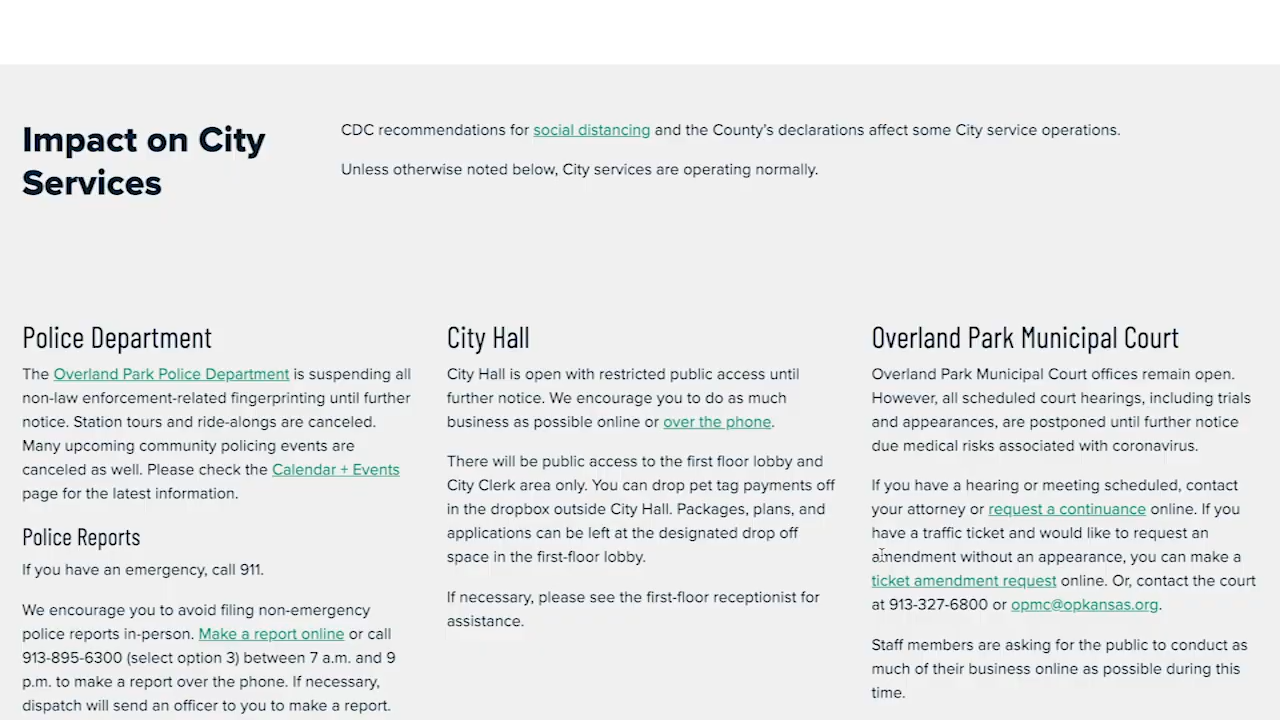 Impact on City
Services
CDC recommendations for social distancing and the County's declarations affect some City service operations.
Unless otherwise noted below, City services are operating normally.
Police Department
The Overland Park Police Department is suspending all
non-law enforcement-related fingerprinting until further
notice. Station tours and ride-alongs are canceled.
Many upcoming community policing events are
canceled as well. Please check the Calendar + Events
page for the latest information.
Police Reports
If you have an emergency, call 911.
We encourage you to avoid filing non-emergency
police reports in-person. Make a report online or call
913-895-6300 (select option 3) between 7 a.m. and 9
p.m. to make a report over the phone. If necessary,
dispatch will send an officer to you to make a report.
City Hall
City Hall is open with restricted public access until
further notice. We encourage you to do as much
business as possible online or over the phone.
There will be public access to the first floor lobby and
City Clerk area only. You can drop pet tag payments off
in the dropbox outside City Hall. Packages, plans, and
applications can be left at the designated drop off
space in the first-floor lobby.
If necessary, please see the first-floor receptionist for
assistance.
Overland Park Municipal Court
Overland Park Municipal Court offices remain open.
However, all scheduled court hearings, including trials
and appearances, are postponed until further notice
due medical risks associated with coronavirus.
If you have a hearing or meeting scheduled, contact
your attorney or request a continuance online. If you
have a traffic ticket and would like to request an
amendment without an appearance, you can make a
ticket amendment request online. Or, contact the court
at 913-327-6800 or opmc@opkansas.org.
Staff members are asking for the public to conduct as
much of their business online as possible during this
time.